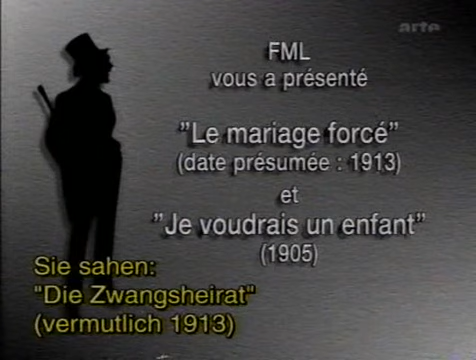 arte
FML
vous a présenté
"Le mariage forcé"
(date présumée : 1913)
et
"Je voudrais un enfant"
(1905)
Sie sahen:
"Die Zwangsheirat"
(vermutlich 1913)